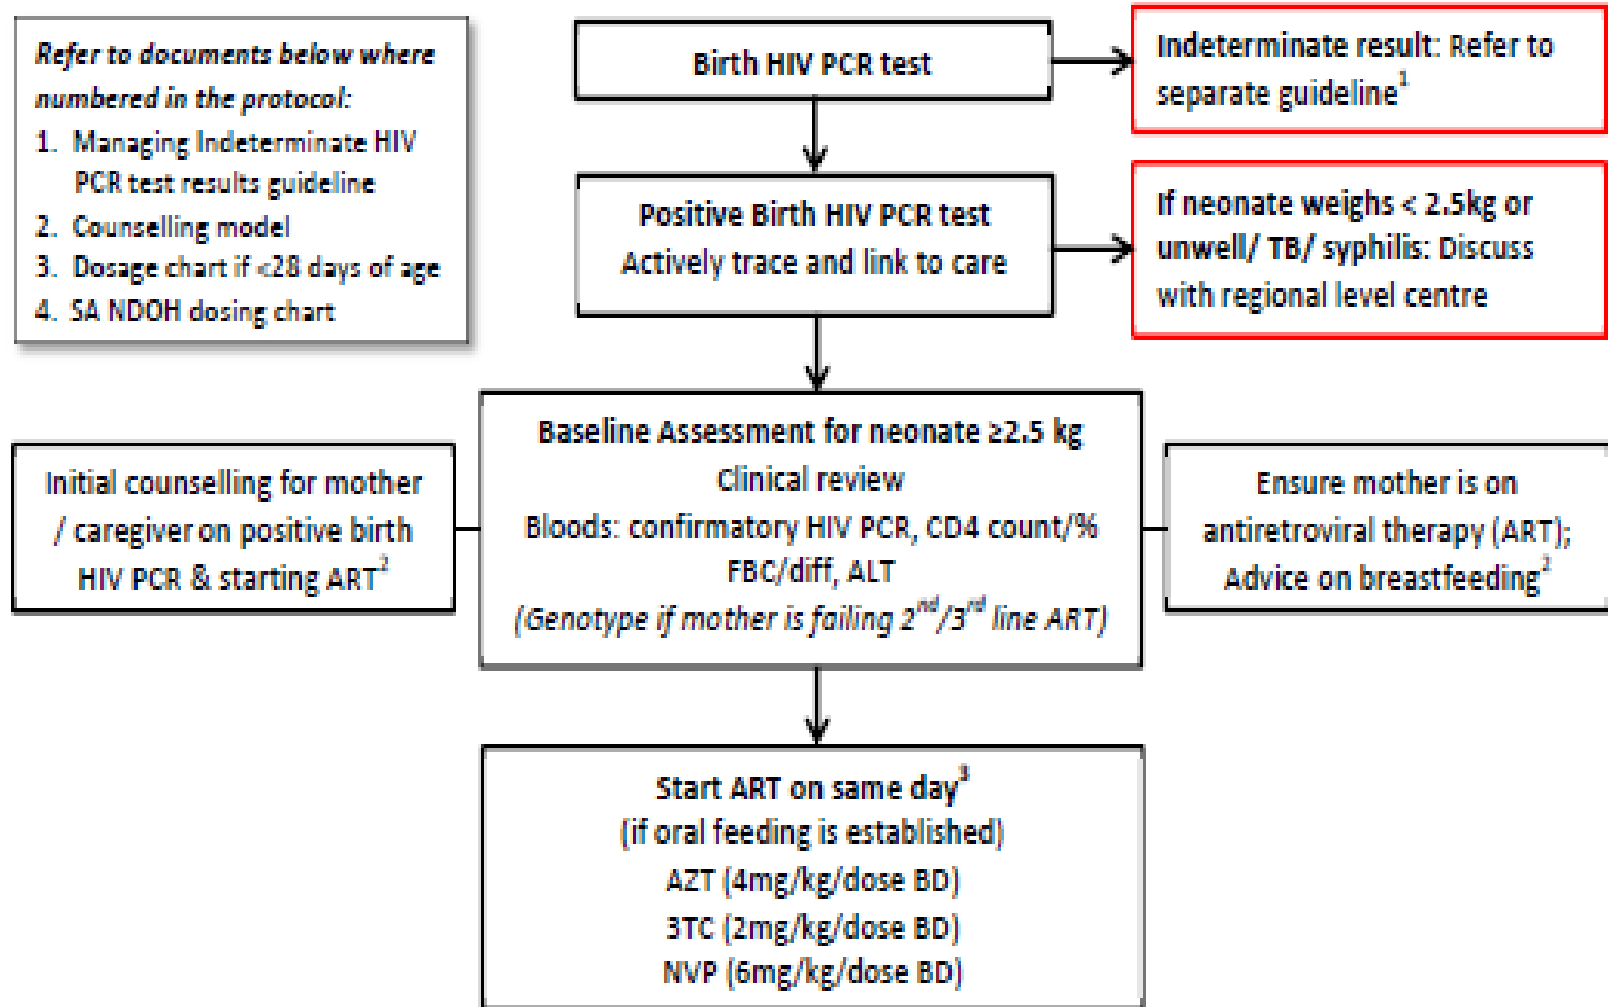 Refer to documents below where
numbered in the protocol:
1. Managing Indeterminate HIV
PCR test results guideline
2. Counselling model
3. Dosage chart if <28 days of age
4. SA NDOH dosing chart
Birth HIV PCR test
Indeterminate result: Refer to
separate guideline¹
Positive Birth HIV PCR test
Actively trace and link to care
If neonate weighs < 2.5kg or
unwell/ TB/ syphilis: Discuss
with regional level centre
Initial counselling for mother
/ caregiver on positive birth
HIV PCR & starting ART²
Baseline Assessment for neonate ≥2.5 kg
Clinical review
Bloods: confirmatory HIV PCR, CD4 count/%
FBC/diff, ALT
(Genotype if mother is failing 2nd/3rd line ART)
Ensure mother is on
antiretroviral therapy (ART);
Advice on breastfeeding²
Start ART on same day³
(if oral feeding is established)
AZT (4mg/kg/dose BD)
3TC (2mg/kg/dose BD)
NVP (6mg/kg/dose BD)